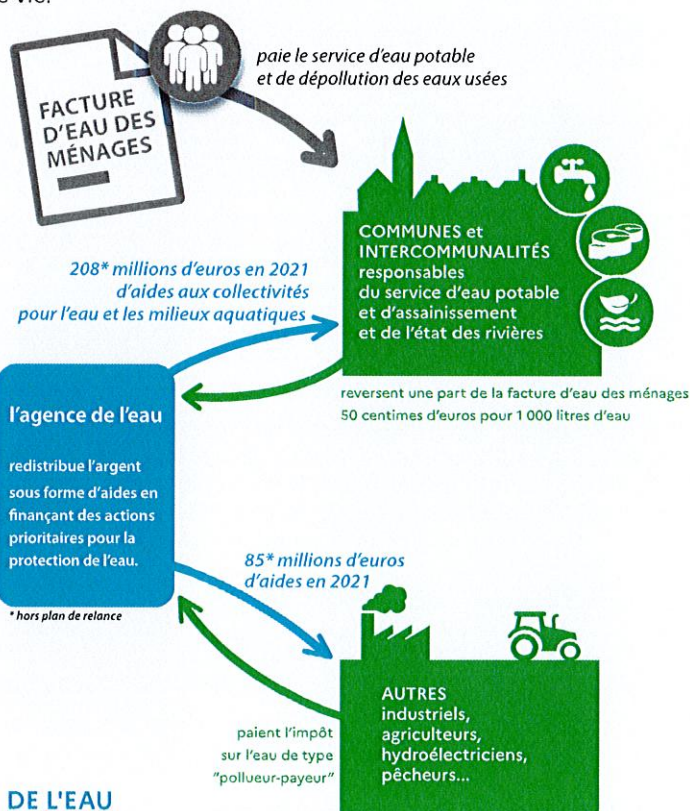 e vie.
FACTURE
D'EAU DES
MÉNAGES
paie le service d'eau potable
et de dépollution des eaux usées
COMMUNES et
INTERCOMMUNALITÉS
responsables
du service d'eau potable
et d'assainissement
et de l'état des rivières
208* millions d'euros en 2021
d'aides aux collectivités
pour l'eau et les milieux aquatiques
reversent une part de la facture d'eau des ménages
50 centimes d'euros pour 1 000 litres d'eau
l'agence de l'eau
redistribue l'argent
sous forme d'aides en
finançant des actions
prioritaires pour la
protection de l'eau.
* hors plan de relance
85* millions d'euros
d'aides en 2021
paient l'impôt
sur l'eau de type
"pollueur-payeur"
AUTRES
industriels,
agriculteurs,
hydroélectriciens,
pêcheurs...
DE L'EAU